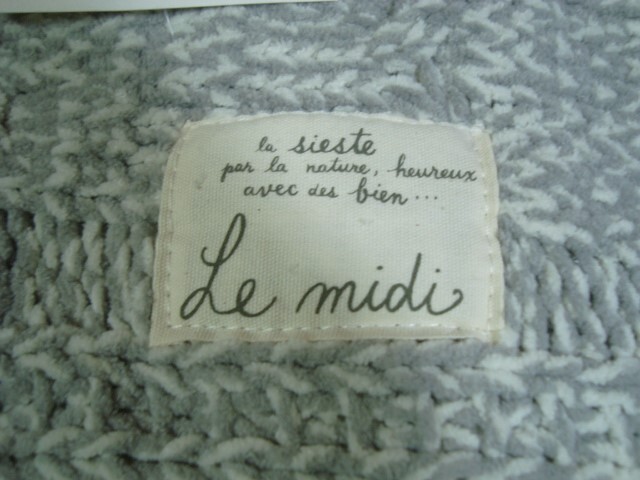 la sieste
par la nature, heureux
avec des bien...
Le midi